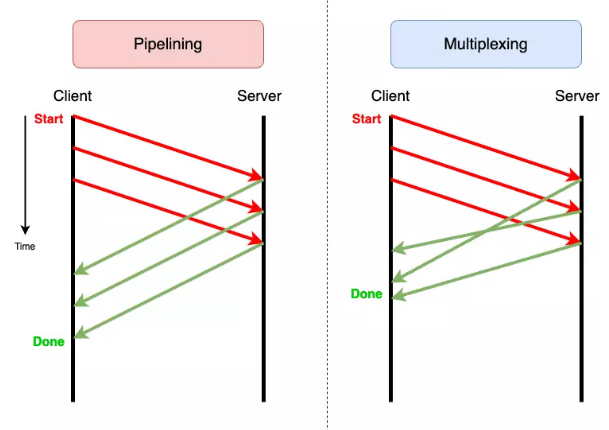 Pipelining
Multiplexing
Client
Server
Client
Server
Start
Start
Time
Done
Done